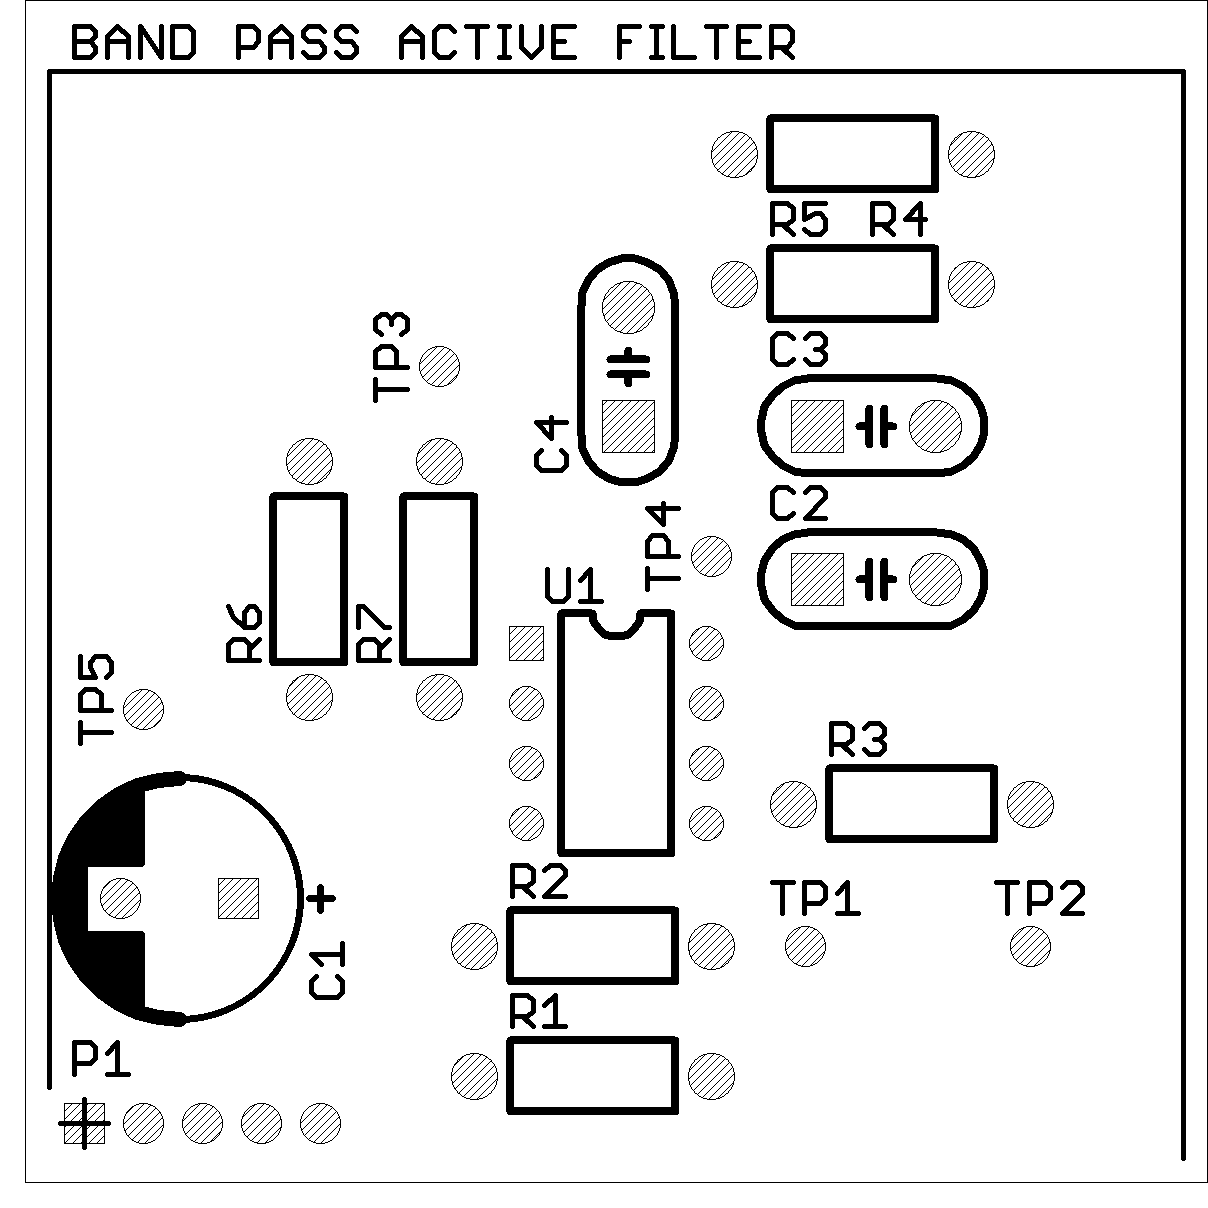 BAND PASS ACTIVE FILTER
R5 R4
TP3
C3
C4
C2
TP4
U1
R6
R7
TP5
R3
R2
TP1
TP2
+
C1
R1
P1